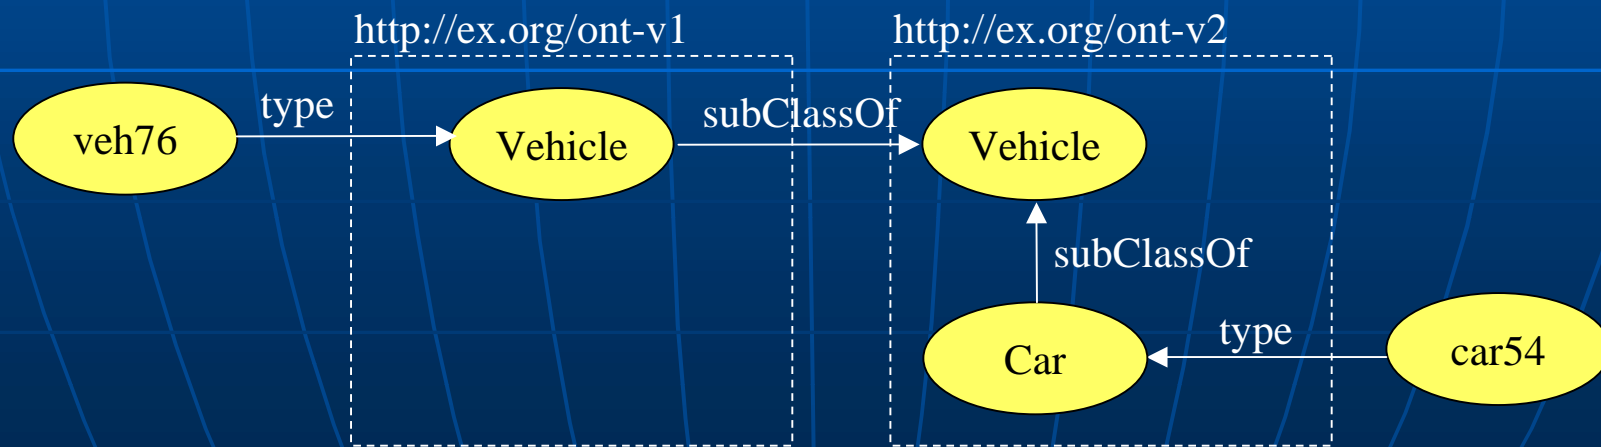 http://ex.org/ont-v1
http://ex.org/ont-v2
veh76
type
Vehicle
subClassOf
Vehicle
subClassOf
Car
type
car54